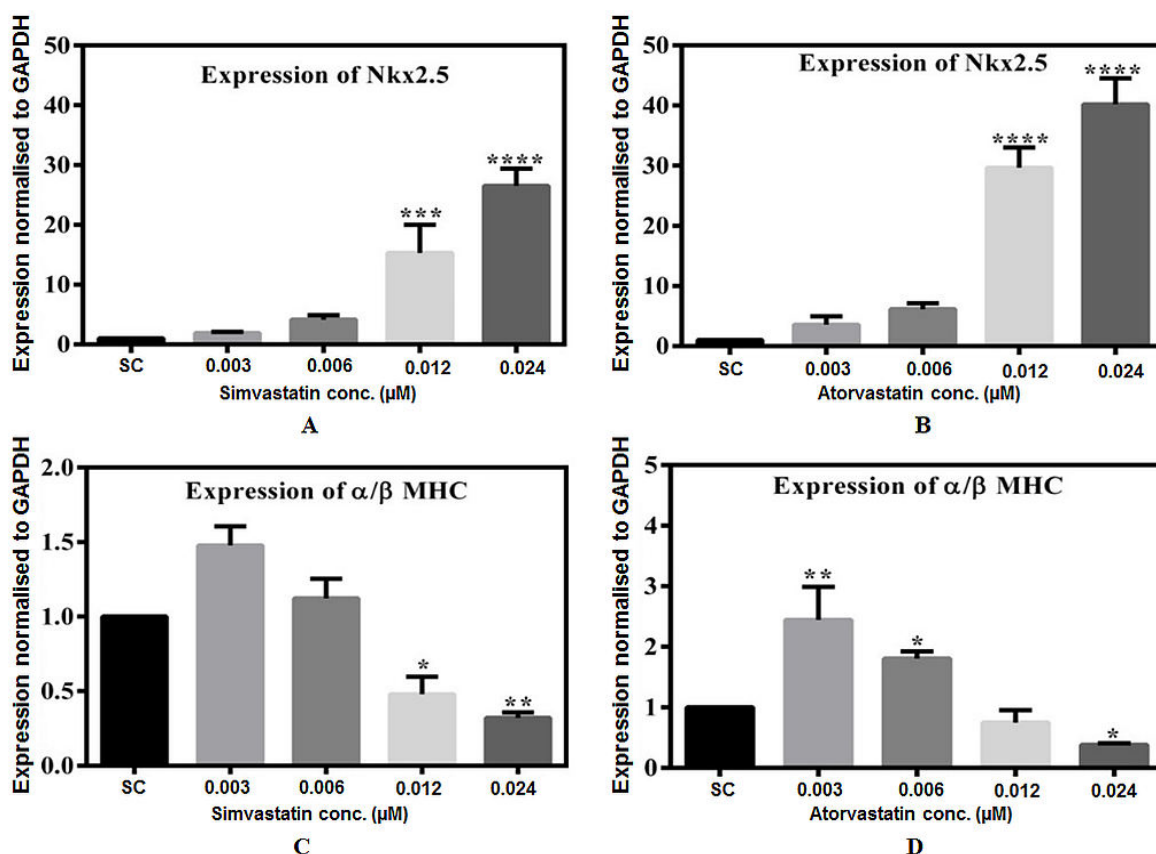 Expression of Nkx2.5
Expression normalised to GAPDH
50
40
30
20
10
0
***
****
SC
0.003
0.006
0.012
0.024
Simvastatin conc. (µM)
A
Expression of Nkx2.5
Expression normalised to GAPDH
50
40
30
20
10
0
****
****
SC
0.003
0.006
0.012
0.024
Atorvastatin conc. (µM)
B
Expression of α/β MHC
Expression normalised to GAPDH
2.0
1.5
1.0
0.5
0.0
*
**
SC
0.003
0.006
0.012
0.024
Simvastatin conc. (µM)
C
Expression of α/β MHC
Expression normalised to GAPDH
5
4
3
2
1
0
**
*
*
SC
0.003
0.006
0.012
0.024
Atorvastatin conc. (µM)
D